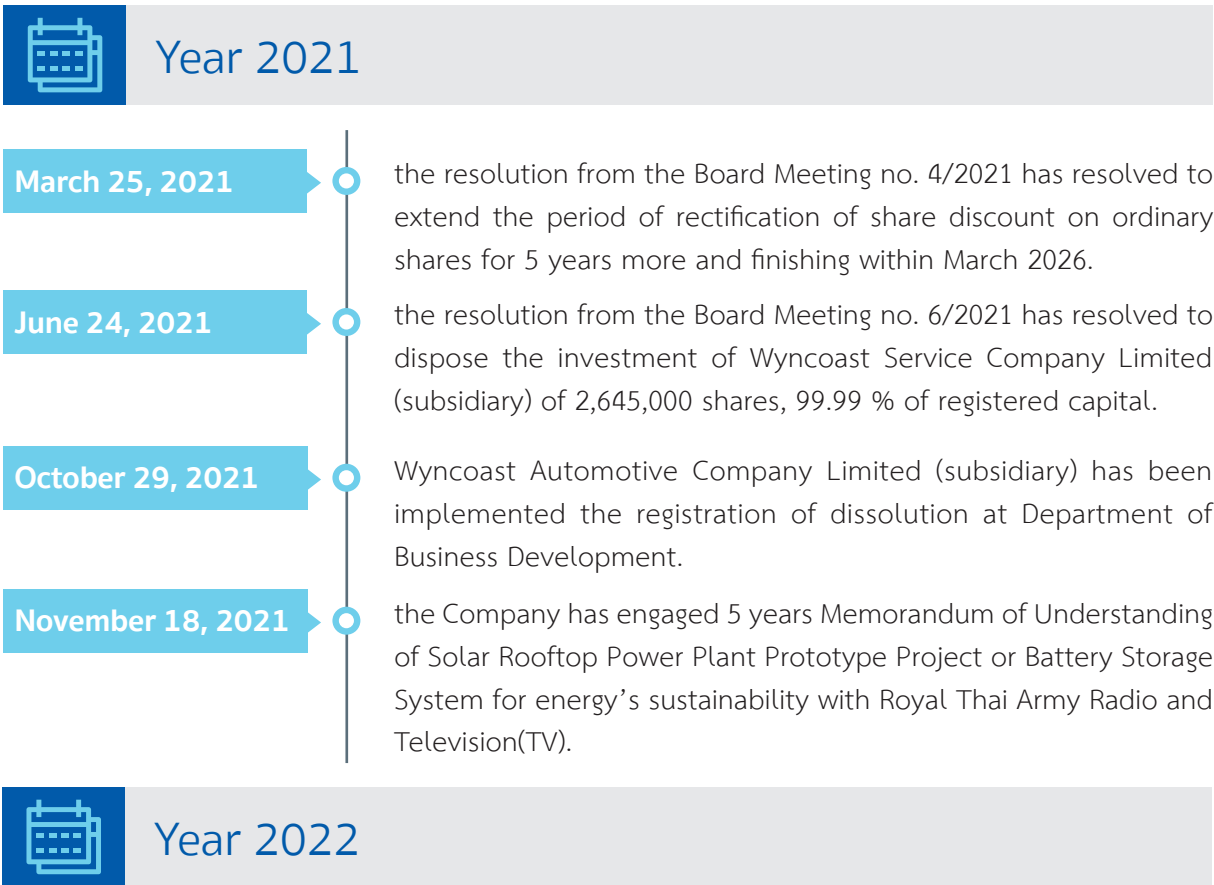 Year 2021
March 25, 2021
the resolution from the Board Meeting no. 4/2021 has resolved to
extend the period of rectification of share discount on ordinary
shares for 5 years more and finishing within March 2026.
June 24, 2021
the resolution from the Board Meeting no. 6/2021 has resolved to
dispose the investment of Wyncoast Service Company Limited
(subsidiary) of 2,645,000 shares, 99.99 % of registered capital.
October 29, 2021
Wyncoast Automotive Company Limited (subsidiary) has been
implemented the registration of dissolution at Department of
Business Development.
November 18, 2021
the Company has engaged 5 years Memorandum of Understanding
of Solar Rooftop Power Plant Prototype Project or Battery Storage
System for energy’s sustainability with Royal Thai Army Radio and
Television(TV).
Year 2022